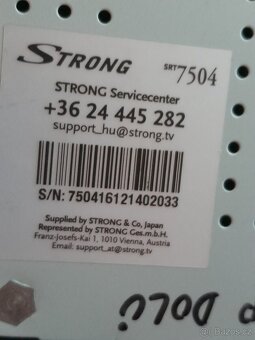 STRONG SRT 7504
STRONG Servicecenter
+36 24 445 282
support_hu@strong.tv
S/N: 750416121402033
Supplied by STRONG & Co, Japan
Represented by STRONG Ges.m.b.H.
Franz-Josefs-Kai 1, 1010 Vienna, Austria
Email: support_at@strong.tv
DOLŮ